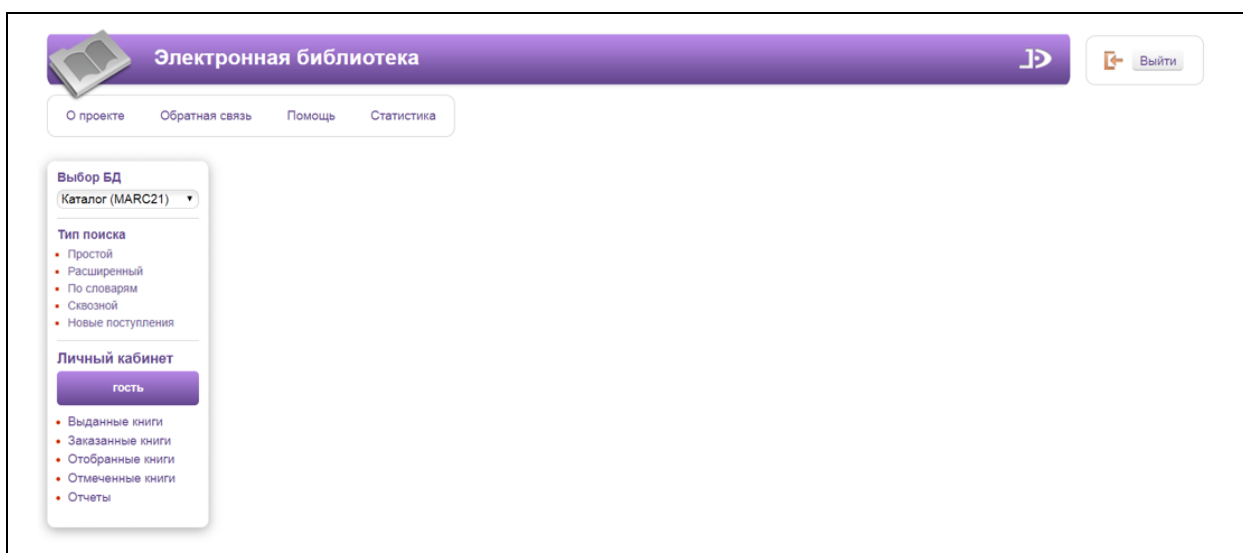 Электронная библиотека
Выйти
О проекте Обратная связь Помощь Статистика
Выбор БД
Каталог (MARC21)
Тип поиска
Простой
Расширенный
По словарям
Сквозной
Новые поступления
Личный кабинет
гость
Выданные книги
Заказанные книги
Отобранные книги
Отмеченные книги
Отчеты